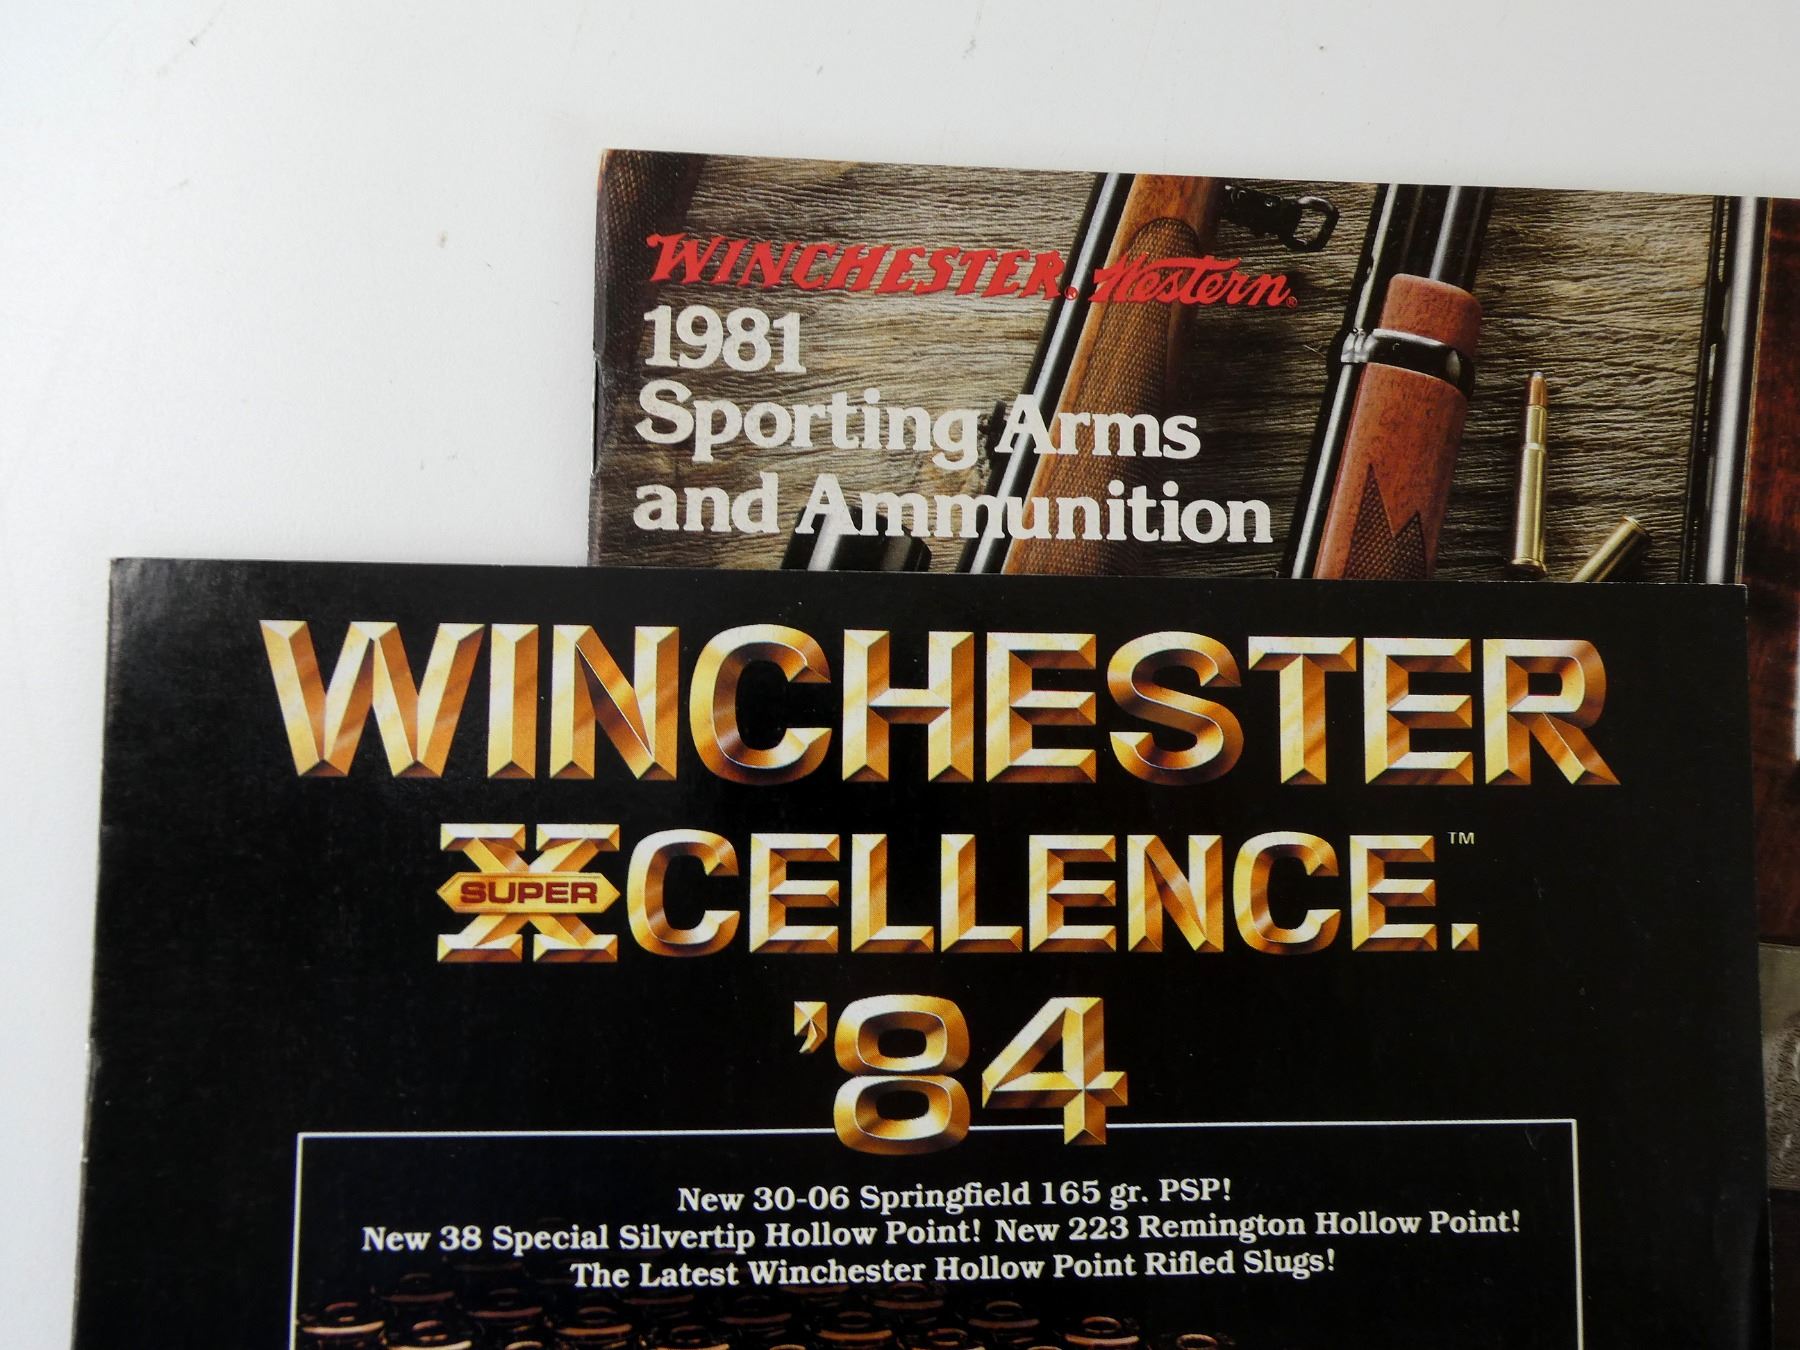 WINCHESTER® Western®
1981
Sporting Arms
and Ammunition
WINCHESTER
XCELLENCE.™
SUPER
'84
New 30-06 Springfield 165 gr. PSP!
New 38 Special Silvertip Hollow Point! New 223 Remington Hollow Point!
The Latest Winchester Hollow Point Rifled Slugs!